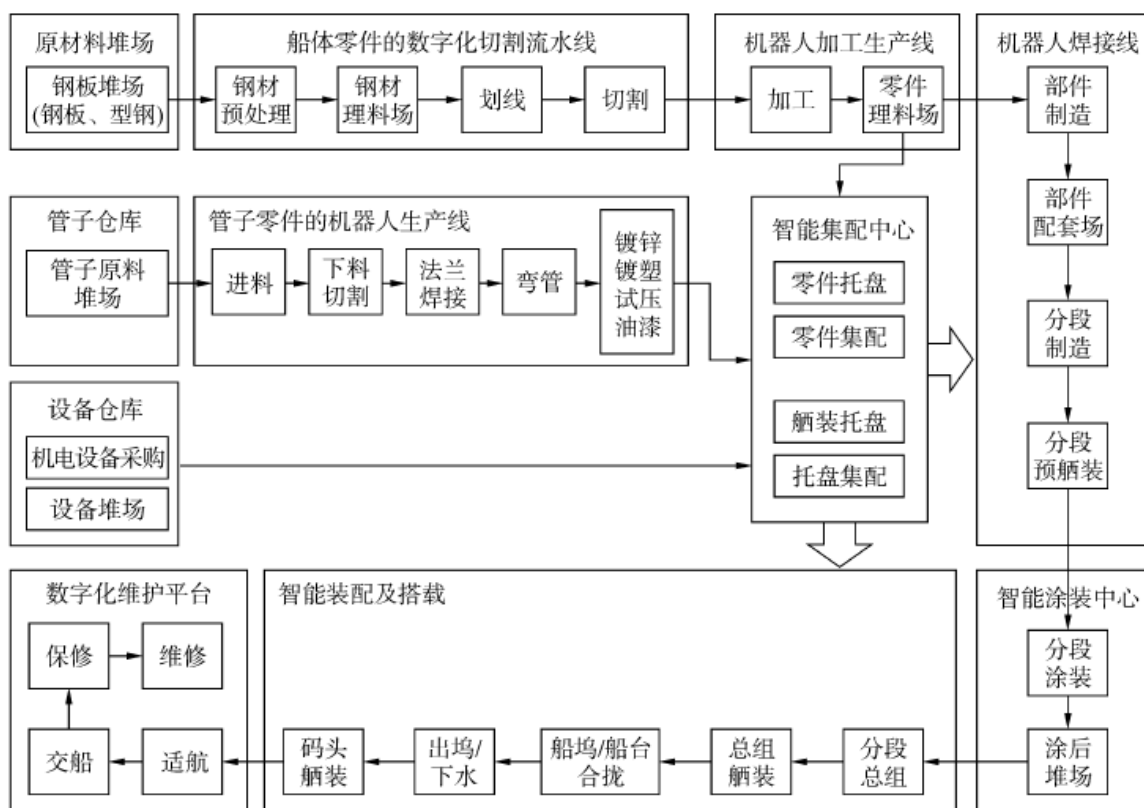 原材料堆场
钢板堆场
(钢板、型钢)
船体零件的数字化切割流水线
钢材
预处理
钢材
理料场
划线
切割
机器人加工生产线
加工
零件
理料场
机器人焊接线
部件
制造
部件
配套场
分段
制造
分段
预舾装
管子仓库
管子原料
堆场
管子零件的机器人生产线
进料
下料
切割
法兰
焊接
弯管
镀锌
镀塑
试压
油漆
智能集配中心
零件托盘
零件集配
舾装托盘
托盘集配
设备仓库
机电设备采购
设备堆场
数字化维护平台
保修
维修
交船
适航
智能装配及搭载
码头
舾装
出坞/
下水
船坞/船台
合拢
总组
舾装
分段
总组
智能涂装中心
分段
涂装
涂后
堆场